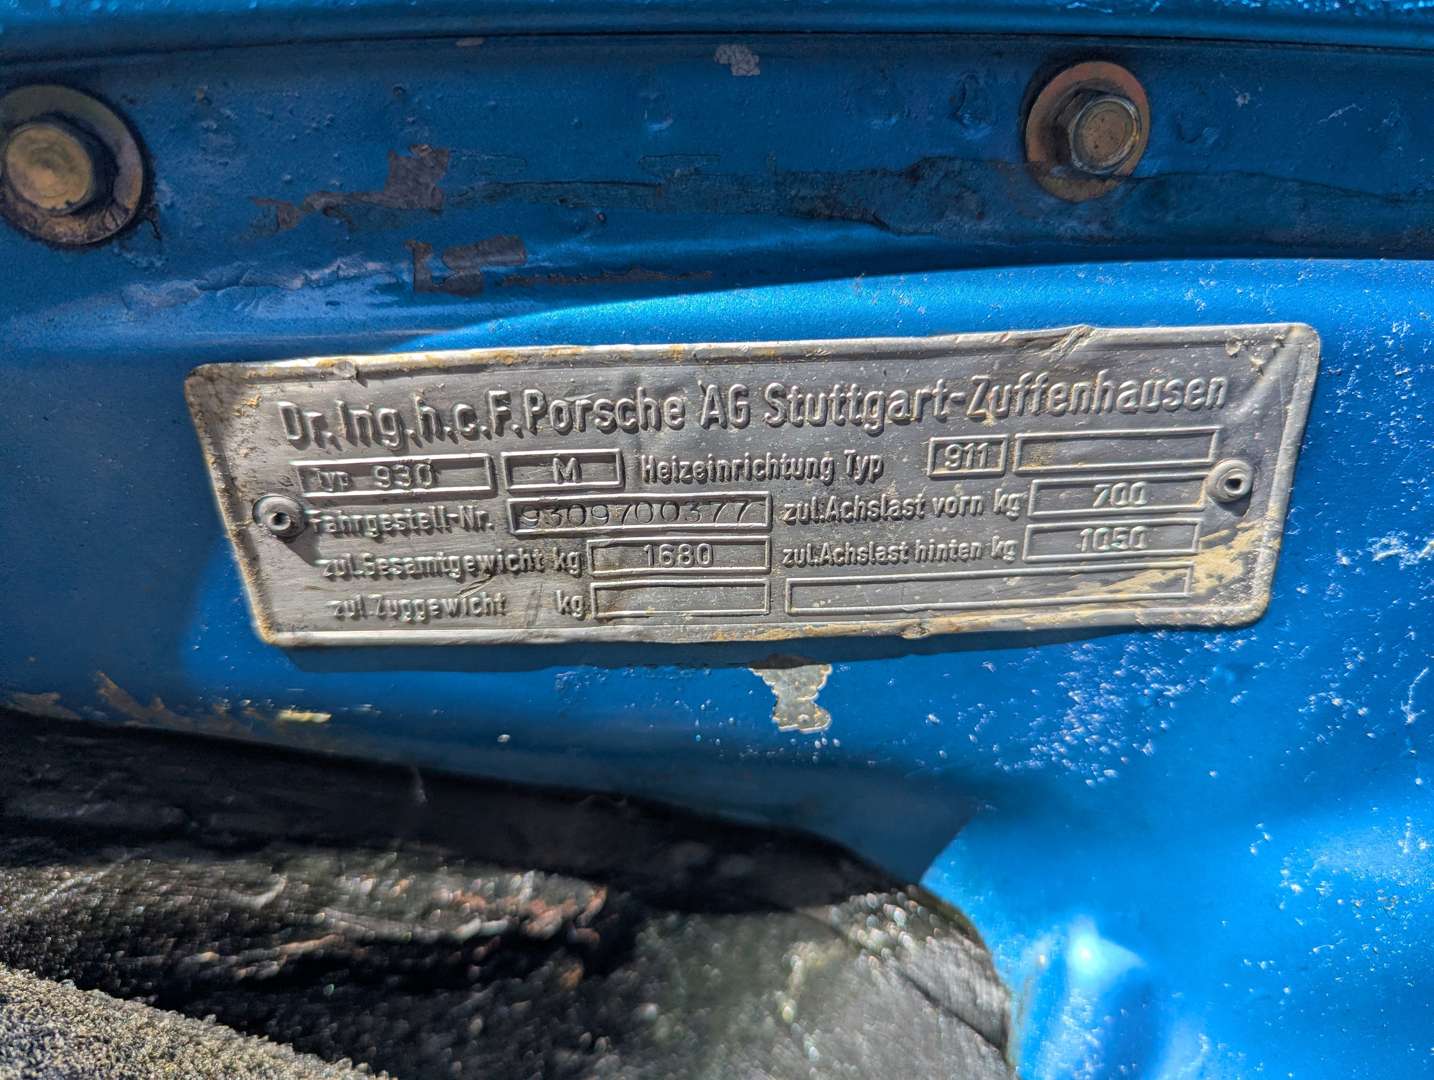 Dr.Ing.h.c.F.Porsche AG Stuttgart-Zuffenhausen
Typ 930 M Heizeinrichtung Typ 911
Fahrgestell-Nr. 9309700377 zul.Achslast vorn kg 700
zul.Gesamtgewicht kg 1680 zul.Achslast hinten kg 1050
zul.Zuggewicht kg